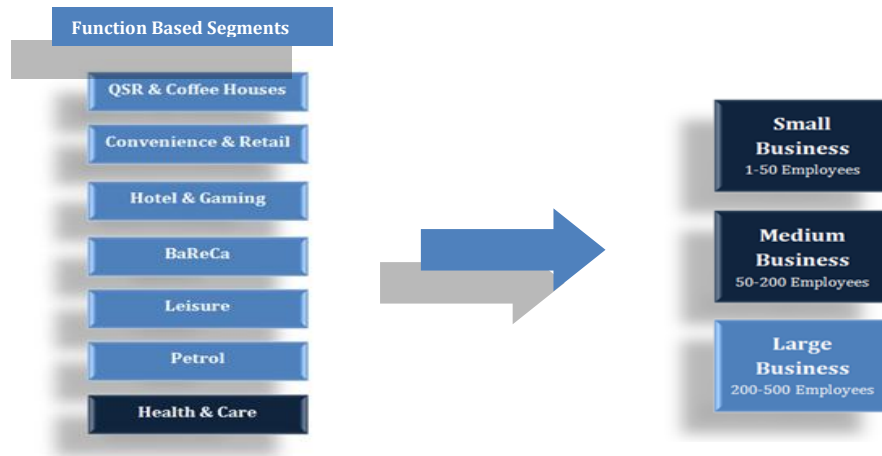 Function Based Segments
QSR & Coffee Houses
Convenience & Retail
Hotel & Gaming
BaReCa
Leisure
Petrol
Health & Care
Small
Business
1-50 Employees
Medium
Business
50-200 Employees
Large
Business
200-500 Employees